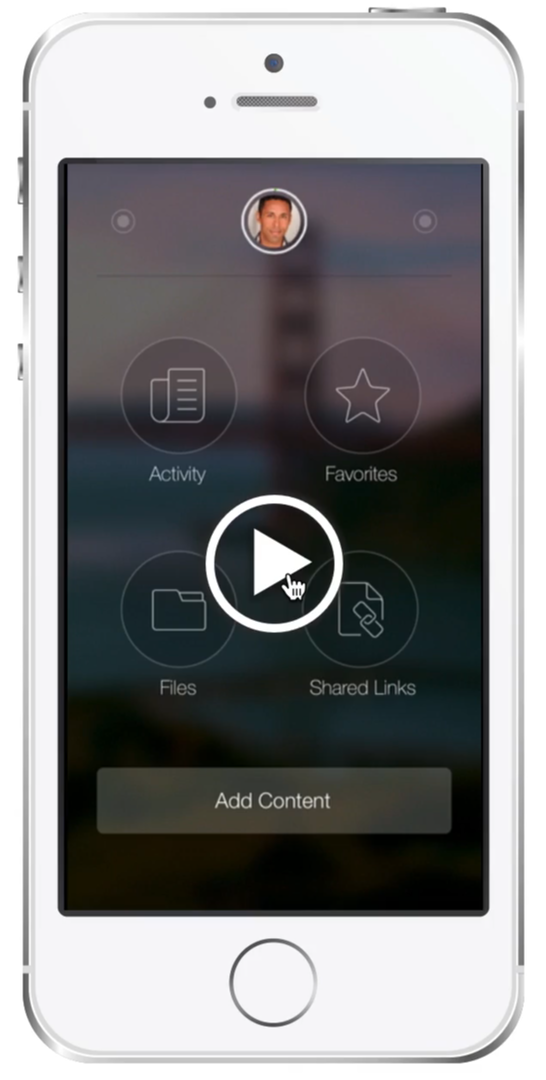 Activity
Favorites
Files
Shared Links
Add Content